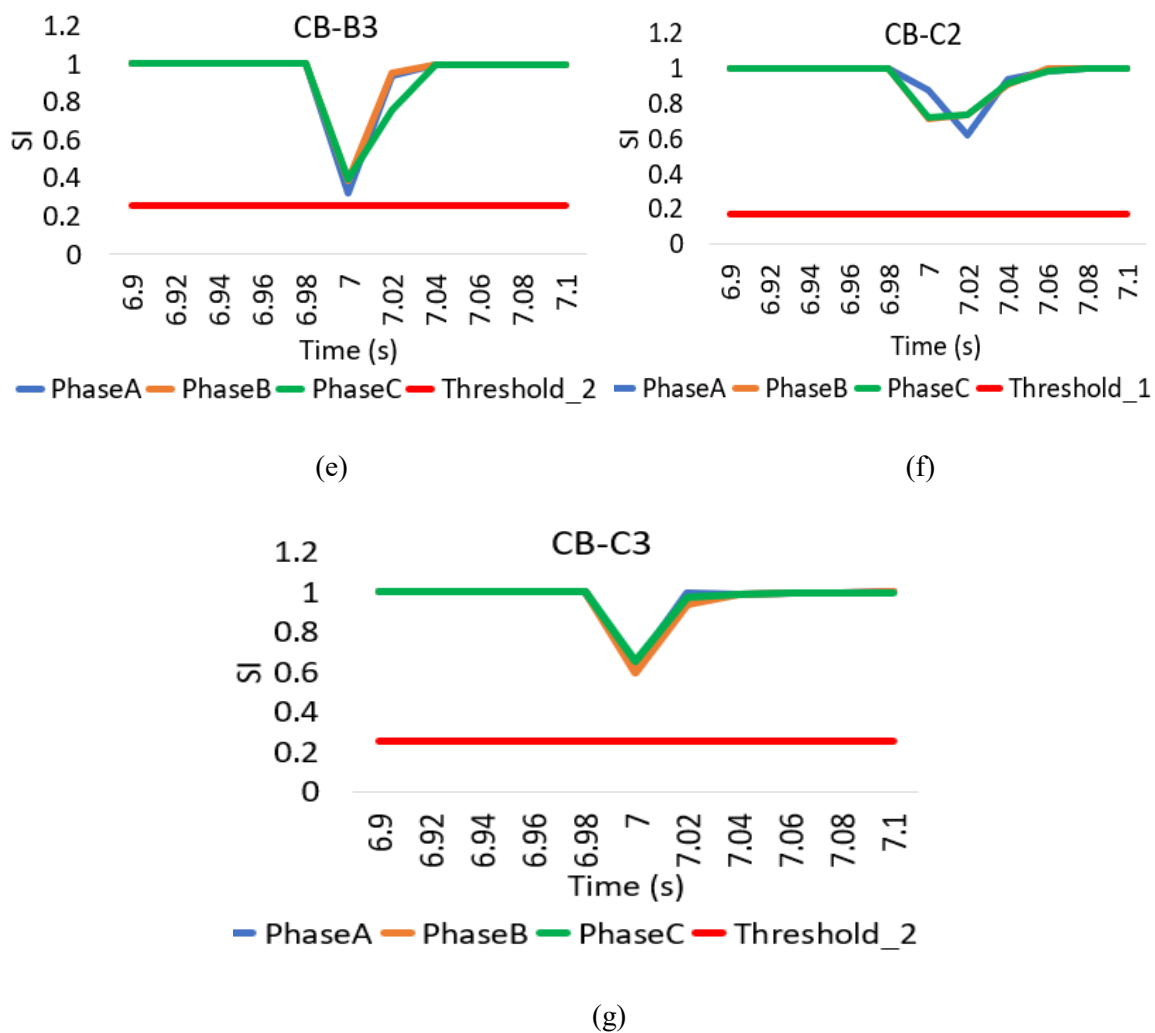 CB-B3
1.2
1
0.8
0.6
0.4
0.2
0
SI
6.9 6.92 6.94 6.96 6.98 7 7.02 7.04 7.06 7.08 7.1
Time (s)
PhaseA PhaseB PhaseC Threshold_2
(e)
CB-C2
1.2
1
0.8
0.6
0.4
0.2
0
SI
6.9 6.92 6.94 6.96 6.98 7 7.02 7.04 7.06 7.08 7.1
Time (s)
PhaseA PhaseB PhaseC Threshold_1
(f)
CB-C3
1.2
1
0.8
0.6
0.4
0.2
0
SI
6.9 6.92 6.94 6.96 6.98 7 7.02 7.04 7.06 7.08 7.1
Time (s)
PhaseA PhaseB PhaseC Threshold_2
(g)